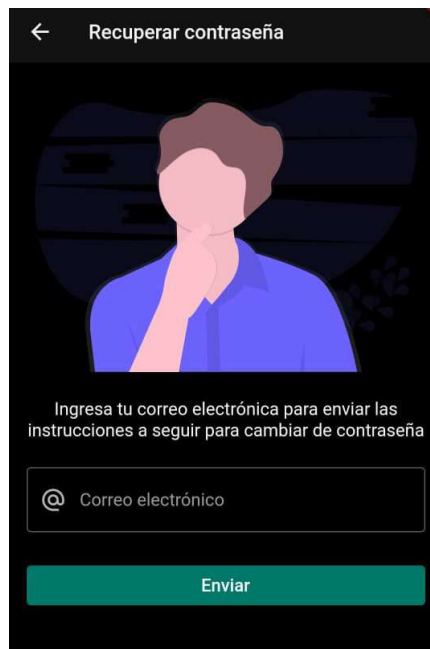 Recuperar contraseña
Ingresa tu correo electrónica para enviar las
instrucciones a seguir para cambiar de contraseña
@ Correo electrónico
Enviar